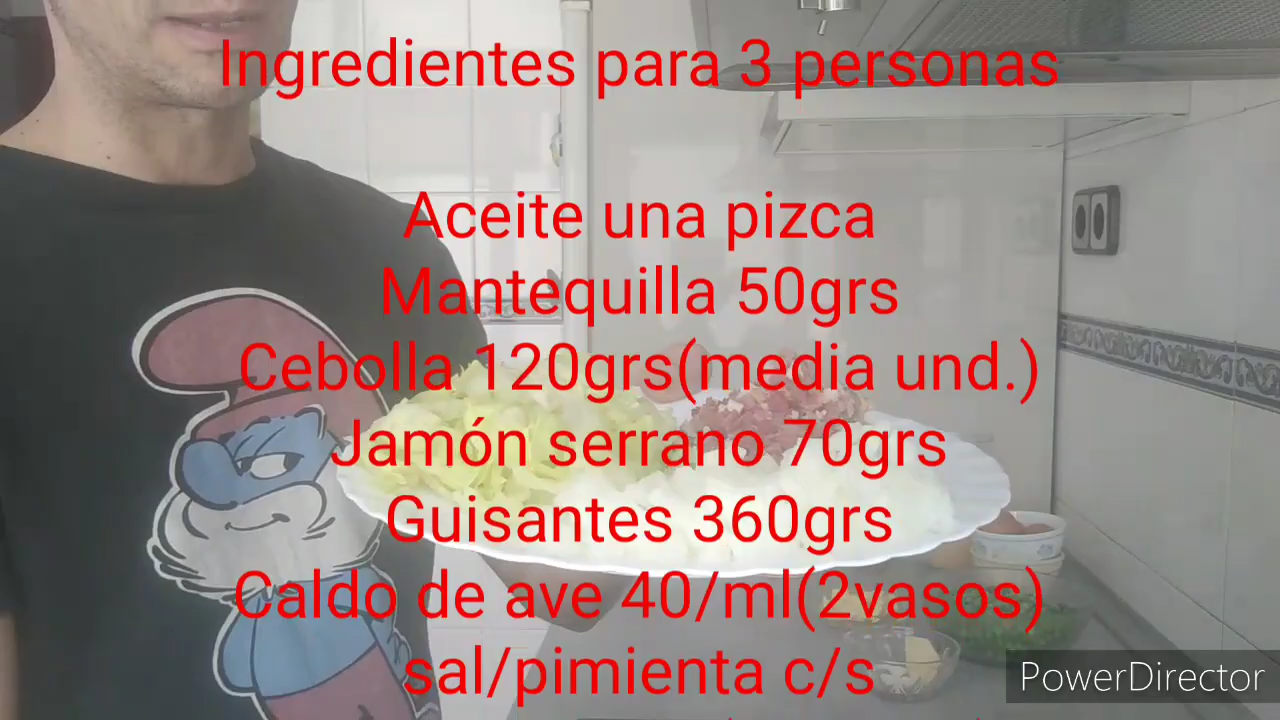 Ingredientes para 3 personas
Aceite una pizca
Mantequilla 50grs
Cebolla 120grs(media und.)
Jamón serrano 70grs
Guisantes 360grs
Caldo de ave 40/ml(2vasos)
sal/pimienta c/s
PowerDirector